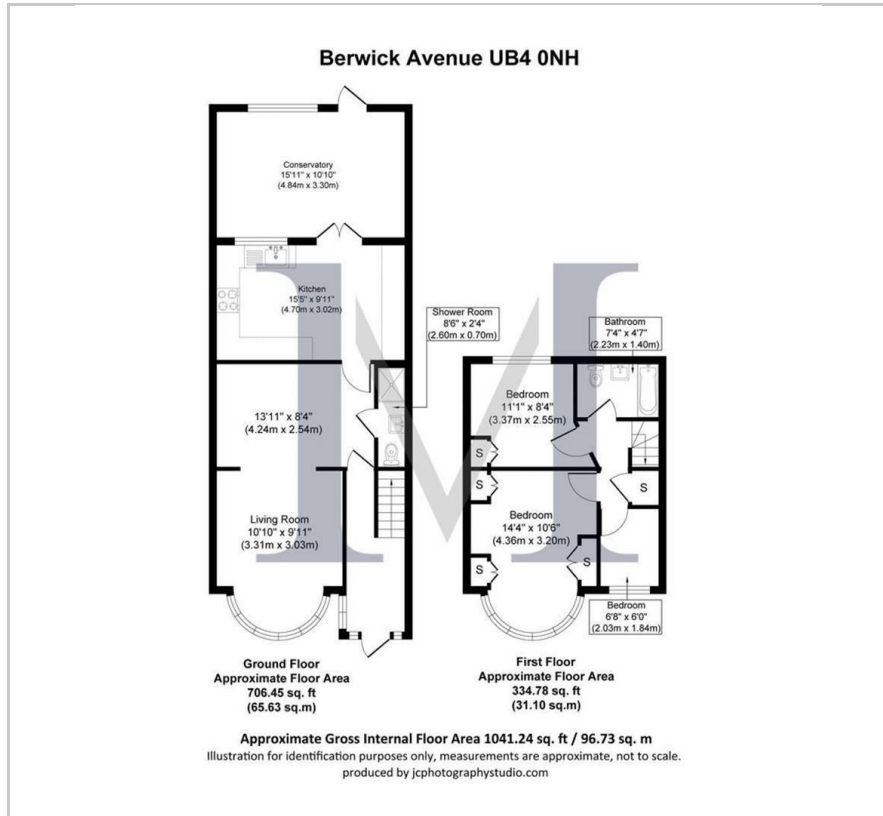 Berwick Avenue UB4 0NH
Conservatory
15'11" x 10'10"
(4.84m x 3.30m)
Kitchen
15'5" x 9'11"
(4.70m x 3.02m)
Shower Room
8'6" x 2'4"
(2.60m x 0.70m)
13'11" x 8'4"
(4.24m x 2.54m)
Living Room
10'10" x 9'11"
(3.31m x 3.03m)
Ground Floor
Approximate Floor Area
706.45 sq. ft
(65.63 sq.m)
Bathroom
7'4" x 4'7"
(2.23m x 1.40m)
Bedroom
11'1" x 8'4"
(3.37m x 2.55m)
S
S
S
Bedroom
14'4" x 10'6"
(4.36m x 3.20m)
S
S
Bedroom
6'8" x 6'0"
(2.03m x 1.84m)
First Floor
Approximate Floor Area
334.78 sq. ft
(31.10 sq.m)
M
Approximate Gross Internal Floor Area 1041.24 sq. ft / 96.73 sq. m
Illustration for identification purposes only, measurements are approximate, not to scale.
produced by jcphotographystudio.com